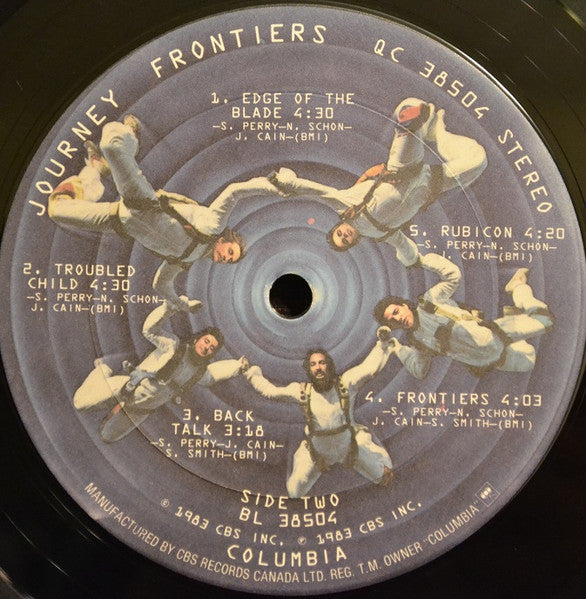 JOURNEY FRONTIERS QC 38504 STEREO
1. EDGE OF THE
BLADE 4:30
—S. PERRY—N. SCHON—
J. CAIN—(BMI)
2. TROUBLED
CHILD 4:30
—S. PERRY—N. SCHON—
J. CAIN—(BMI)
3. BACK
TALK 3:18
—S. PERRY—J. CAIN—
S. SMITH—(BMI)
4. FRONTIERS 4:03
—S. PERRY—N. SCHON—
J. CAIN—S. SMITH—(BMI)
5. RUBICON 4:20
—S. PERRY—N. SCHON—
J. CAIN—(BMI)
SIDE TWO
BL 38504
© 1983 CBS INC. ℗ 1983 CBS INC.
COLUMBIA
MANUFACTURED BY CBS RECORDS CANADA LTD. REG. T.M. OWNER "COLUMBIA"